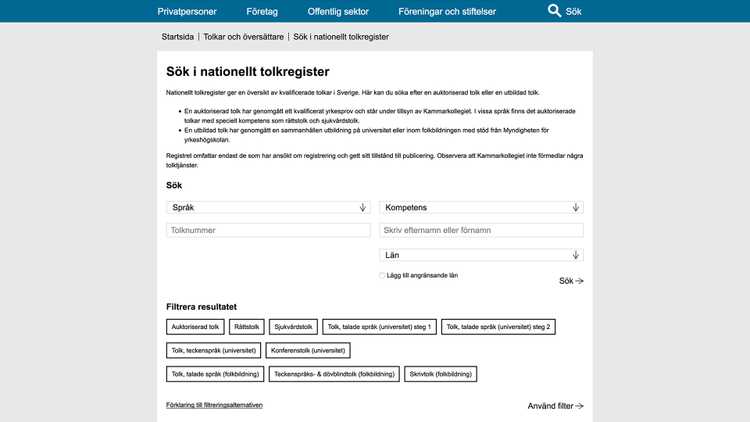 Privatpersoner Företag Offentlig sektor Föreningar och stiftelser Sök
Startsida | Tolkar och översättare | Sök i nationellt tolkregister
Sök i nationellt tolkregister
Nationellt tolkregister ger en översikt av kvalificerade tolkar i Sverige. Här kan du söka efter en auktoriserad tolk eller en utbildad tolk.
• En auktoriserad tolk har genomgått ett kvalificerat yrkesprov och står under tillsyn av Kammarkollegiet. I vissa språk finns det auktoriserade
tolkar med speciell kompetens som rättstolk och sjukvårdstolk.
• En utbildad tolk har genomgått en sammanhållen utbildning på universitet eller inom folkbildningen med stöd från Myndigheten för
yrkeshögskolan.
Registret omfattar endast de som har ansökt om registrering och gett sitt tillstånd till publicering. Observera att Kammarkollegiet inte förmedlar några
tolktjänster.
Sök
Språk Kompetens
Tolknummer Skriv efternamn eller förnamn
Län
Lägg till angränsande län
Sök
Filtrera resultatet
Auktoriserad tolk Rättstolk Sjukvårdstolk Tolk, talade språk (universitet) steg 1 Tolk, talade språk (universitet) steg 2
Tolk, teckenspråk (universitet) Konferenstolk (universitet)
Tolk, talade språk (folkbildning) Teckenspråks- & dövblindtolk (folkbildning) Skrivtolk (folkbildning)
Förklaring till filtreringsalternativen Använd filter